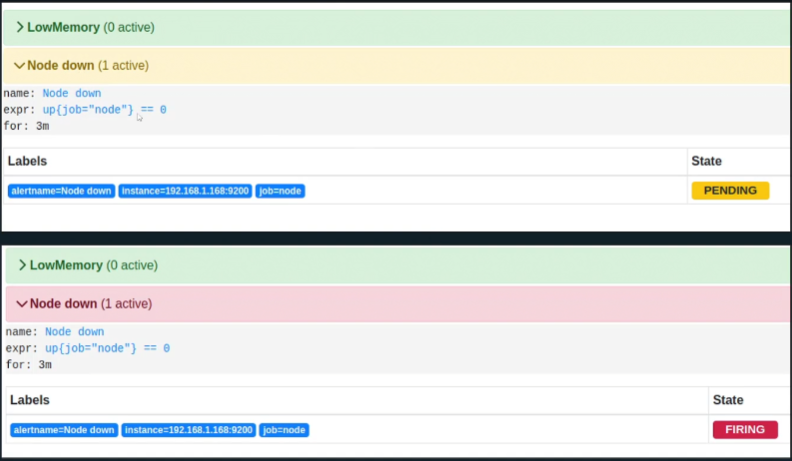 LowMemory (0 active)
Node down (1 active)
name: Node down
expr: up{job="node"} == 0
for: 3m
Labels State
alertname=Node down instance=192.168.1.168:9200 job=node PENDING
LowMemory (0 active)
Node down (1 active)
name: Node down
expr: up{job="node"} == 0
for: 3m
Labels State
alertname=Node down instance=192.168.1.168:9200 job=node FIRING